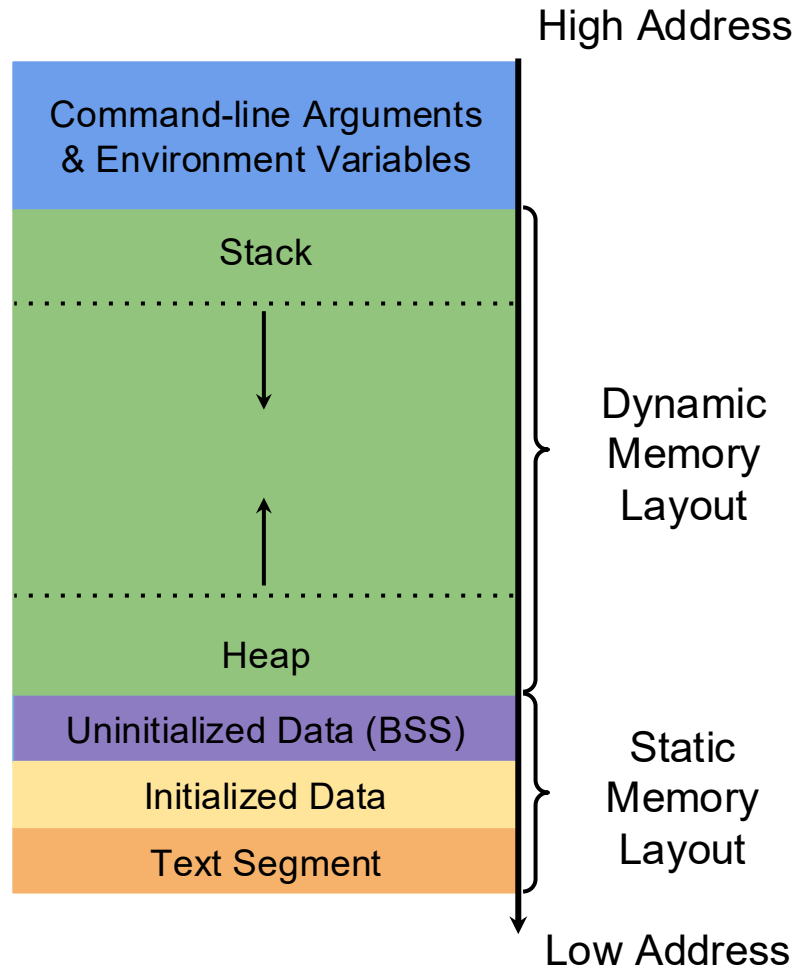 High Address
Command-line Arguments
& Environment Variables
Stack
Dynamic
Memory
Layout
Heap
Uninitialized Data (BSS)
Initialized Data
Text Segment
Static
Memory
Layout
Low Address